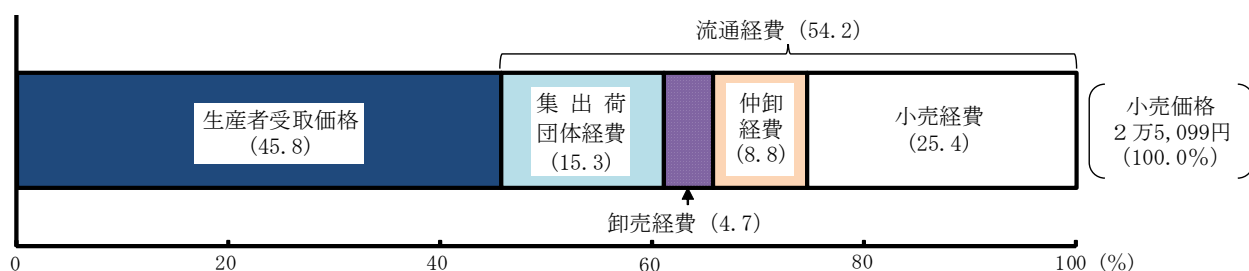 流通経費（54.2）
生産者受取価格
（45.8）
集出荷
団体経費
（15.3）
仲卸
経費
（8.8）
小売経費
（25.4）
小売価格
２万5,099円
（100.0％）
卸売経費（4.7）
0 20 40 60 80 100 (%)